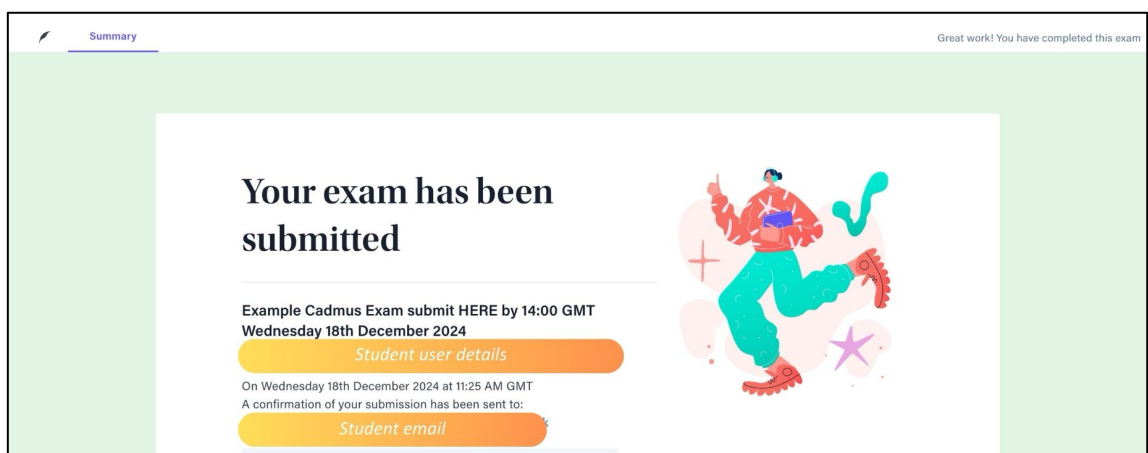 Summary
Great work! You have completed this exam
Your exam has been
submitted
Example Cadmus Exam submit HERE by 14:00 GMT
Wednesday 18th December 2024
Student user details
On Wednesday 18th December 2024 at 11:25 AM GMT
A confirmation of your submission has been sent to:
Student email